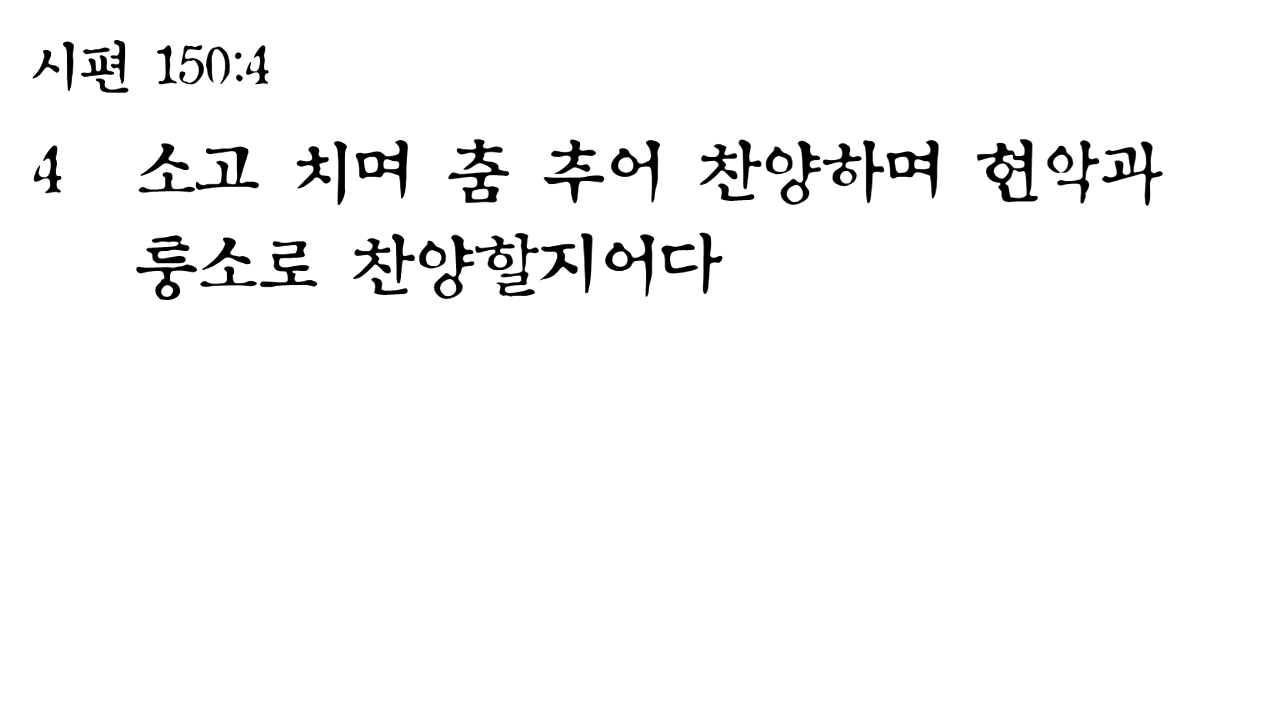 시편 150:4
4 소고 치며 춤 추어 찬양하며 현악과
퉁소로 찬양할지어다